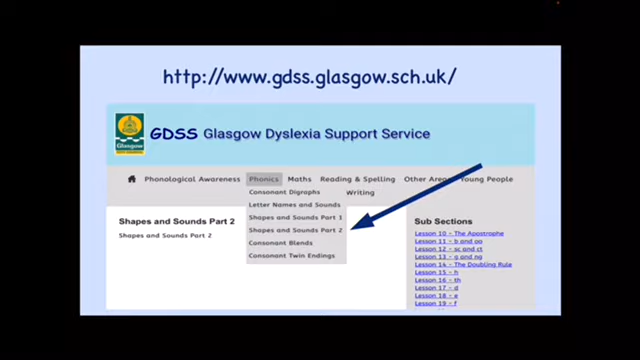 http://www.gdss.glasgow.sch.uk/
Glasgow
GDSS Glasgow Dyslexia Support Service
Phonological Awareness Phonics Maths Reading & Spelling Other Areas Young People
Writing
Consonant Digraphs
Letter Names and Sounds
Shapes and Sounds Part 1
Shapes and Sounds Part 2
Consonant Blends
Consonant Twin Endings
Shapes and Sounds Part 2
Shapes and Sounds Part 2
Sub Sections
Lesson 10 - The Apostrophe
Lesson 11 - b and oa
Lesson 12 - sc and ct
Lesson 13 - g and ng
Lesson 14 - The Doubling Rule
Lesson 15 - h
Lesson 16 - th
Lesson 17 - d
Lesson 18 - e
Lesson 19 - f